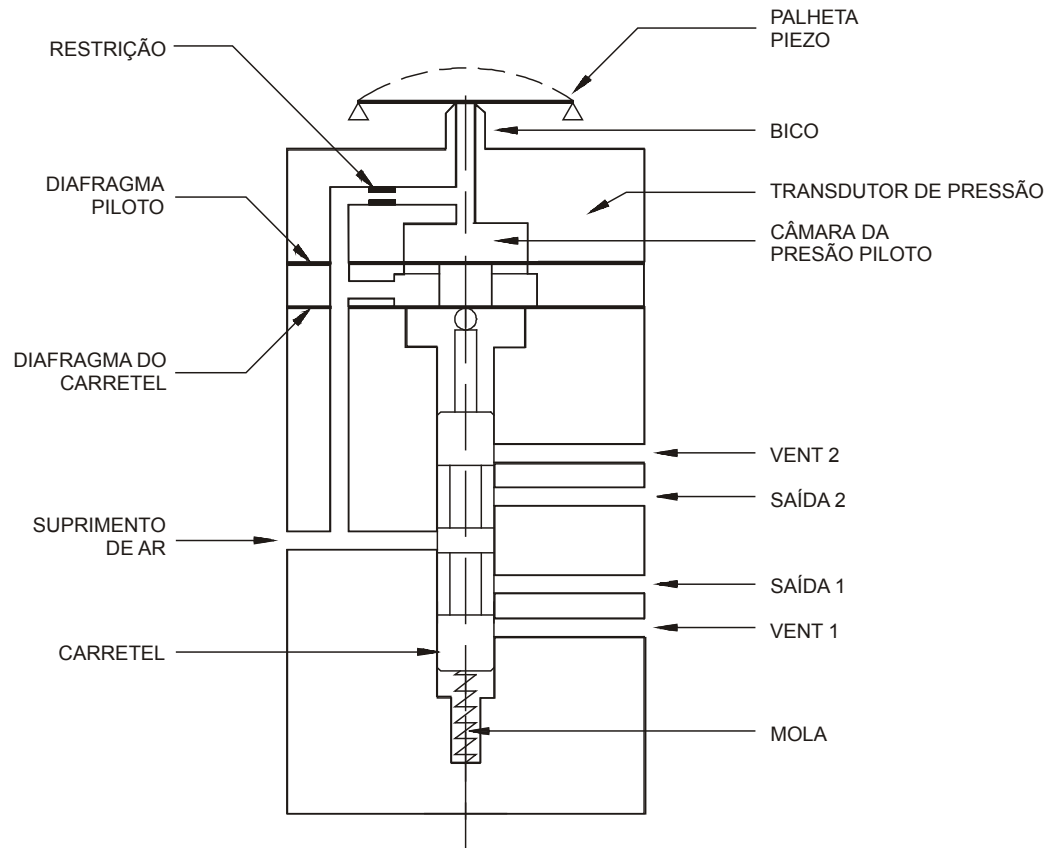 RESTRIÇÃO
DIAFRAGMA
PILOTO
DIAFRAGMA DO
CARRETEL
SUPRIMENTO
DE AR
CARRETEL
PALHETA
PIEZO
BICO
TRANSDUTOR DE PRESSÃO
CÂMARA DA
PRESÃO PILOTO
VENT 2
SAÍDA 2
SAÍDA 1
VENT 1
MOLA